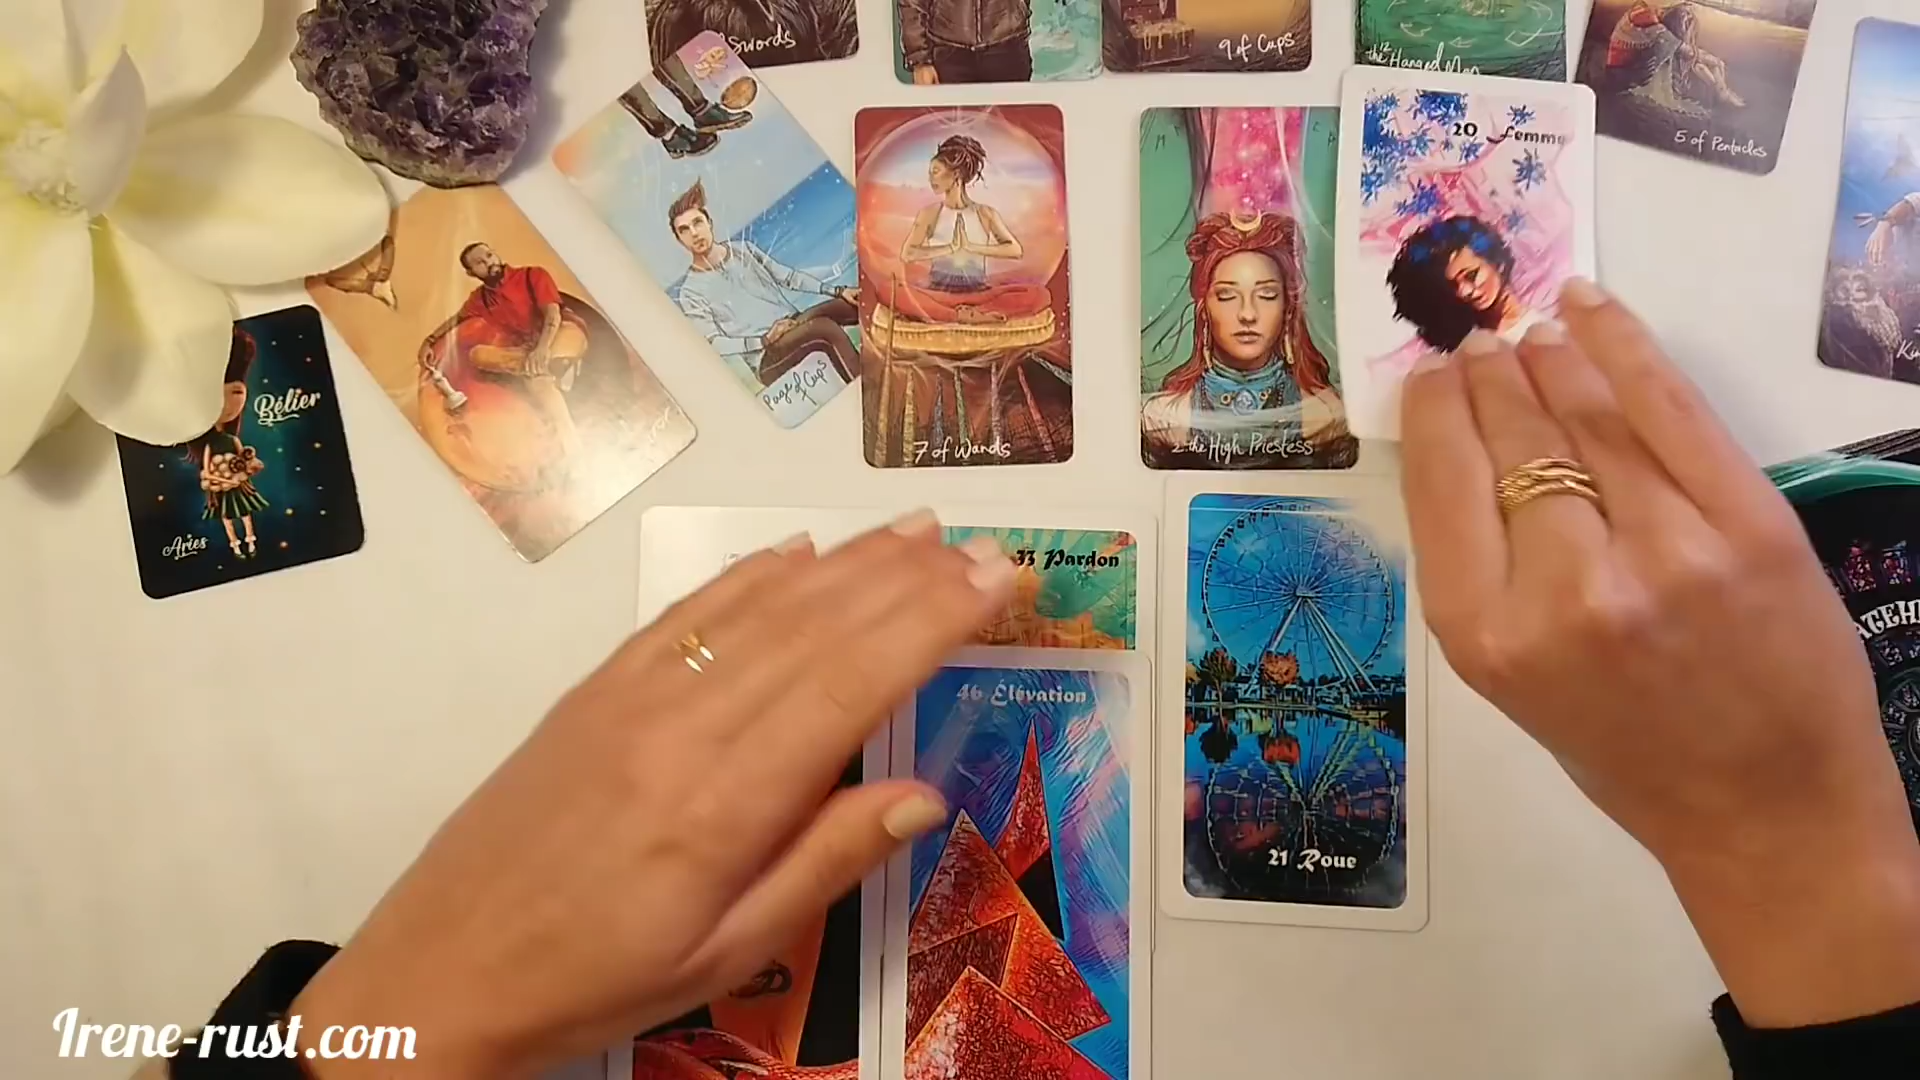 Swords
9 of Cups
12
the Hanged Man
5 of Pentacles
20 Femme
Page of Cups
Bélier
Aries
7 of Wands
2. the High Priestess
33 Pardon
46 Élévation
21 Roue
Irene-rust.com